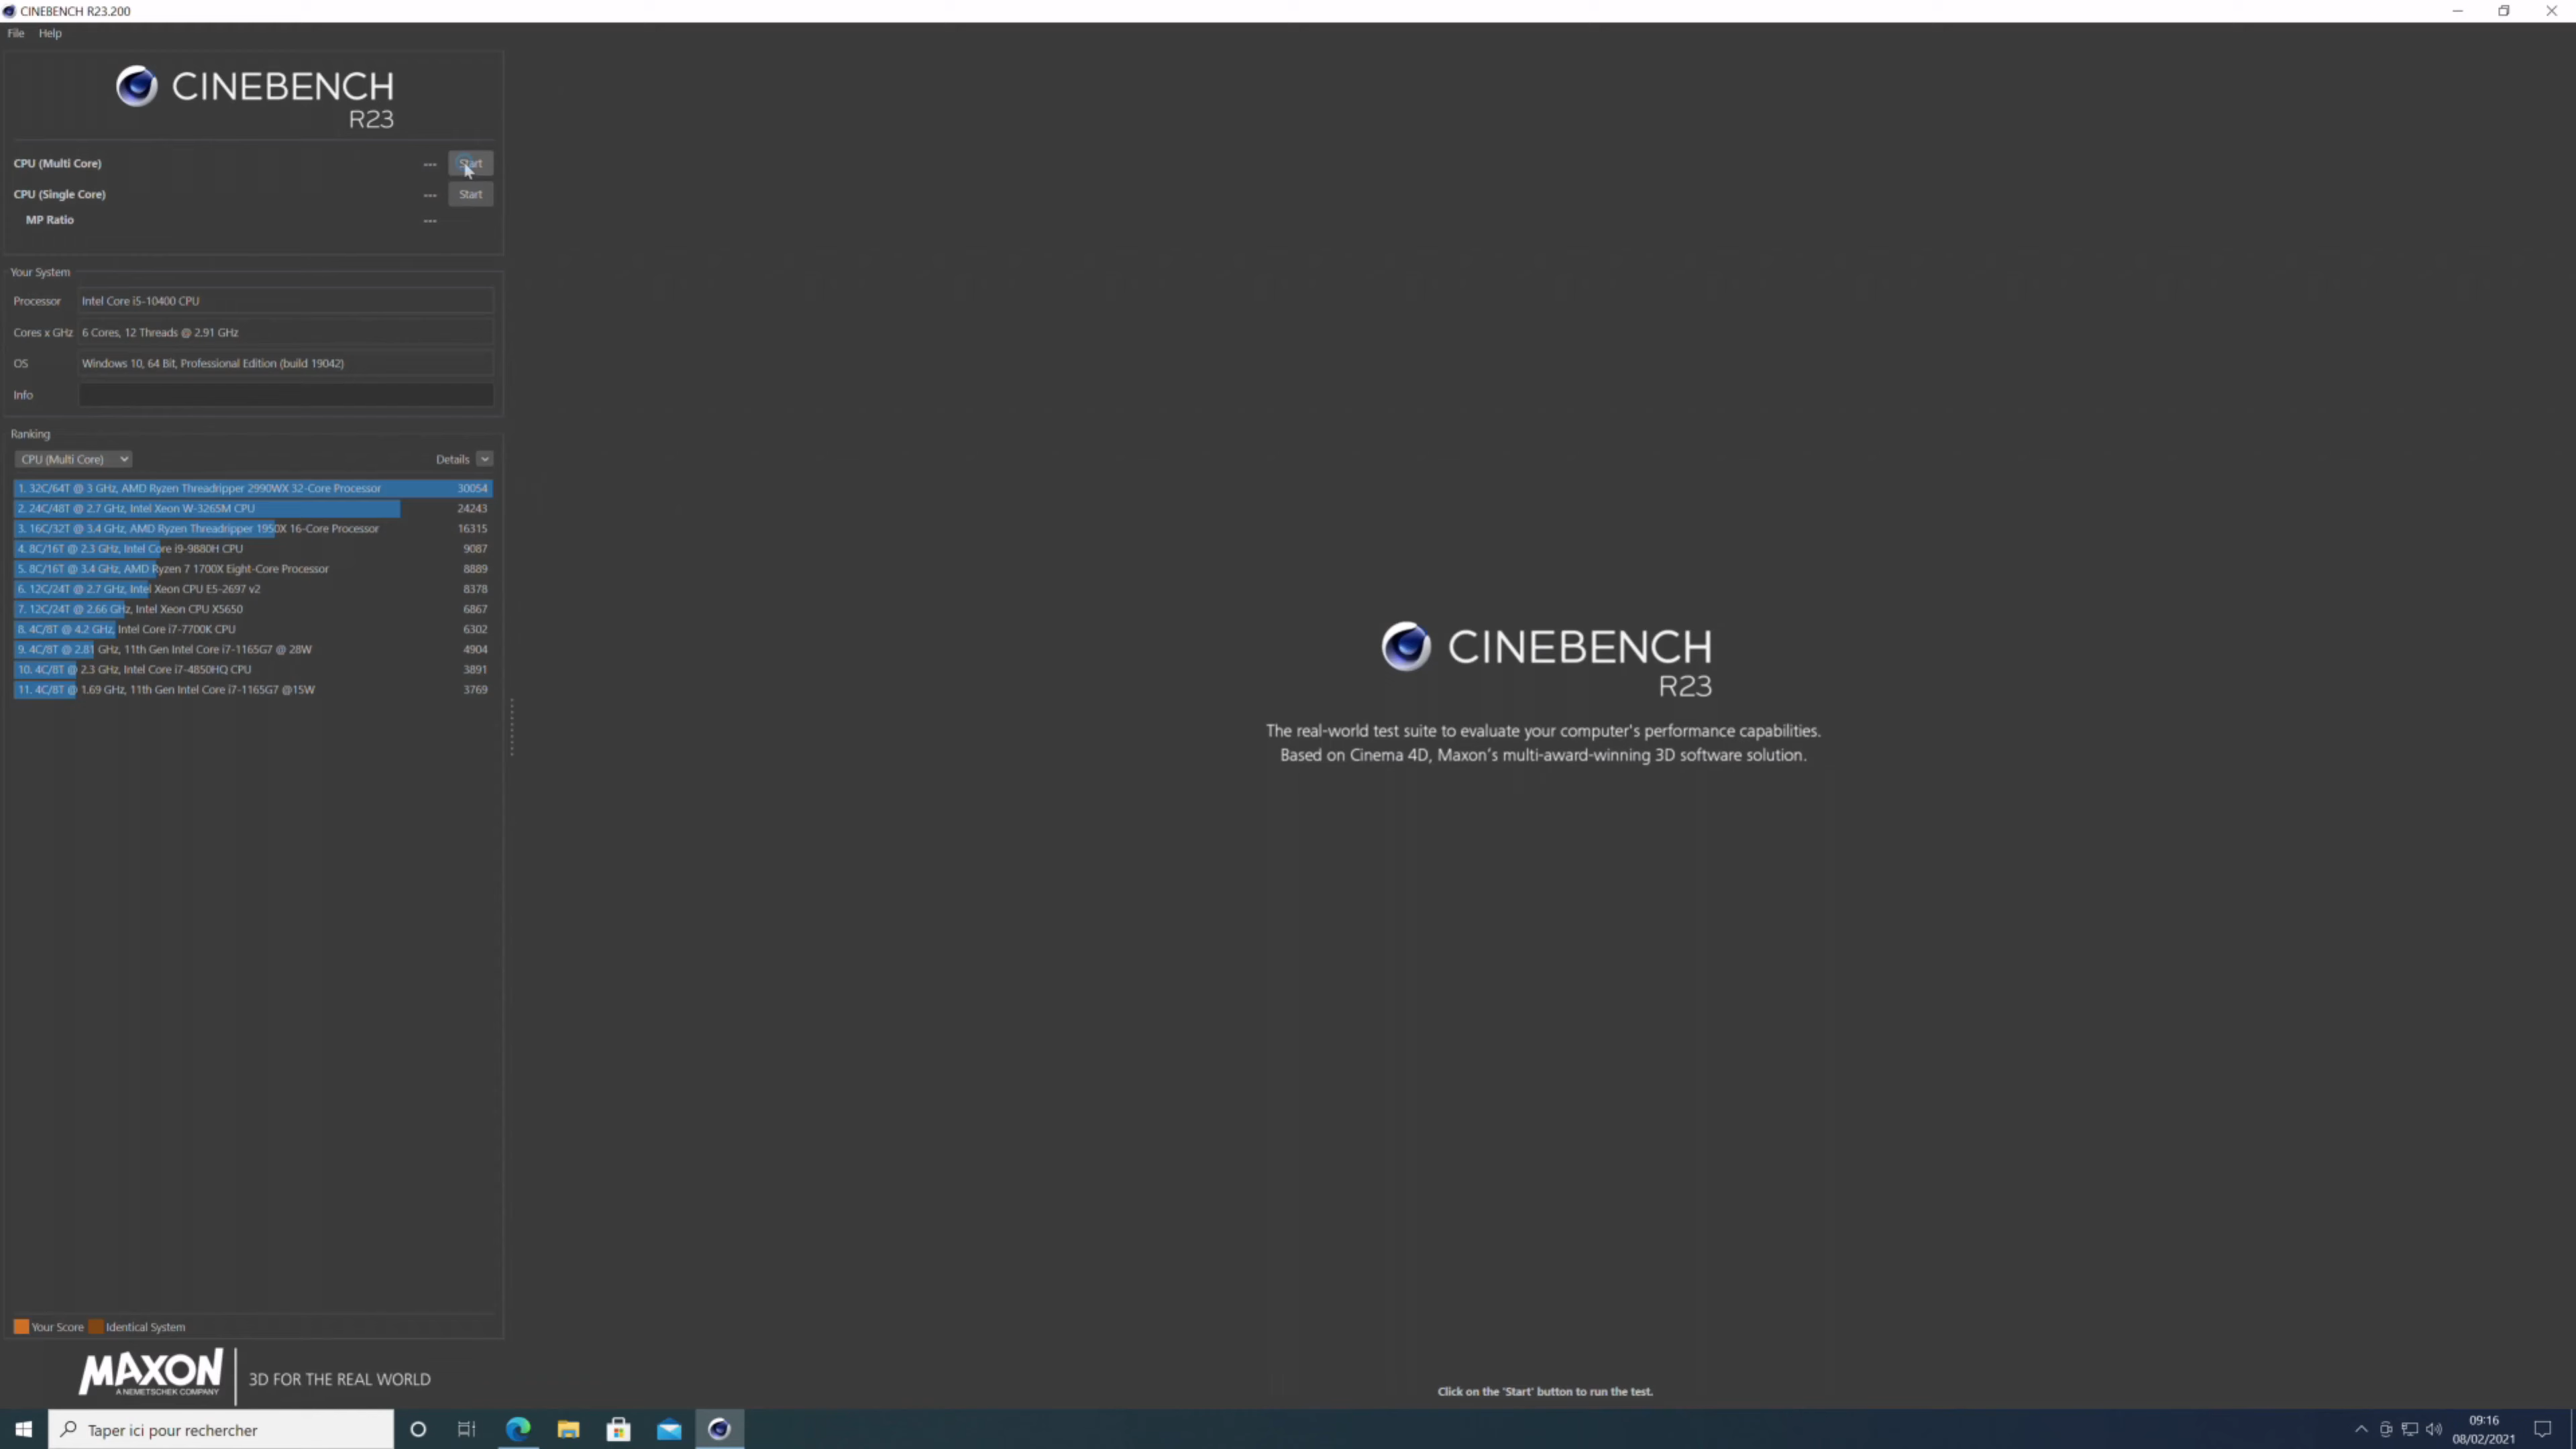 CINEBENCH R23.200
File Help
CINEBENCH
R23
CPU (Multi Core) --- Start
CPU (Single Core) --- Start
MP Ratio ---
Your System
Processor Intel Core i5-10400 CPU
Cores x GHz 6 Cores, 12 Threads @ 2.91 GHz
OS Windows 10, 64 Bit, Professional Edition (build 19042)
Info
Ranking
CPU (Multi Core) Details
1. 32C/64T @ 3 GHz, AMD Ryzen Threadripper 2990WX 32-Core Processor 30054
2. 24C/48T @ 2.7 GHz, Intel Xeon W-3265M CPU 24243
3. 16C/32T @ 3.4 GHz, AMD Ryzen Threadripper 1950X 16-Core Processor 16315
4. 8C/16T @ 2.3 GHz, Intel Core i9-9880H CPU 9087
5. 8C/16T @ 3.4 GHz, AMD Ryzen 7 1700X Eight-Core Processor 8889
6. 12C/24T @ 2.7 GHz, Intel Xeon CPU E5-2697 v2 8378
7. 12C/24T @ 2.66 GHz, Intel Xeon CPU X5650 6867
8. 4C/8T @ 4.2 GHz, Intel Core i7-7700K CPU 6302
9. 4C/8T @ 2.81 GHz, 11th Gen Intel Core i7-1165G7 @ 28W 4904
10. 4C/8T @ 2.3 GHz, Intel Core i7-4850HQ CPU 3891
11. 4C/8T @ 1.69 GHz, 11th Gen Intel Core i7-1165G7 @15W 3769
CINEBENCH
R23
The real-world test suite to evaluate your computer's performance capabilities.
Based on Cinema 4D, Maxon's multi-award-winning 3D software solution.
Your Score Identical System
MAXON
A NEMETSCHEK COMPANY
3D FOR THE REAL WORLD
Click on the 'Start' button to run the test.
Taper ici pour rechercher
09:16
08/02/2021